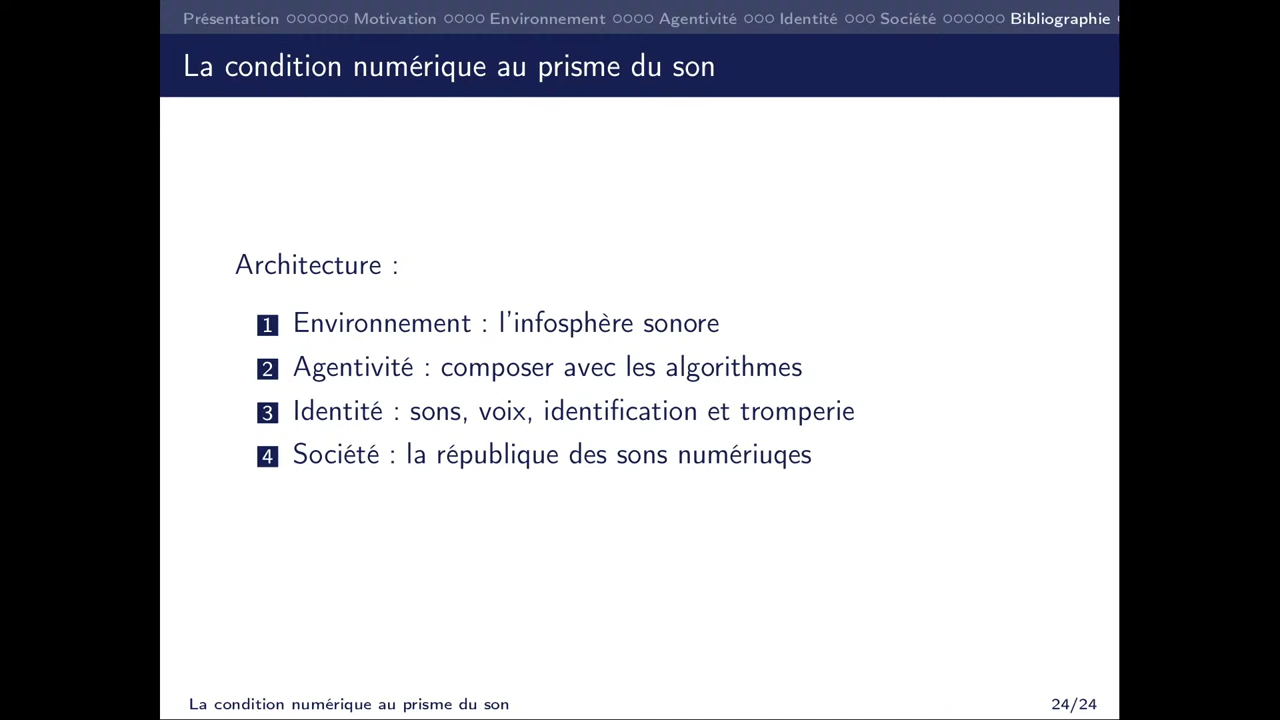 Présentation Motivation Environnement Agentivité Identité Société Bibliographie
La condition numérique au prisme du son
Architecture :
1 Environnement : l'infosphère sonore
2 Agentivité : composer avec les algorithmes
3 Identité : sons, voix, identification et tromperie
4 Société : la république des sons numériuqes
La condition numérique au prisme du son 24/24